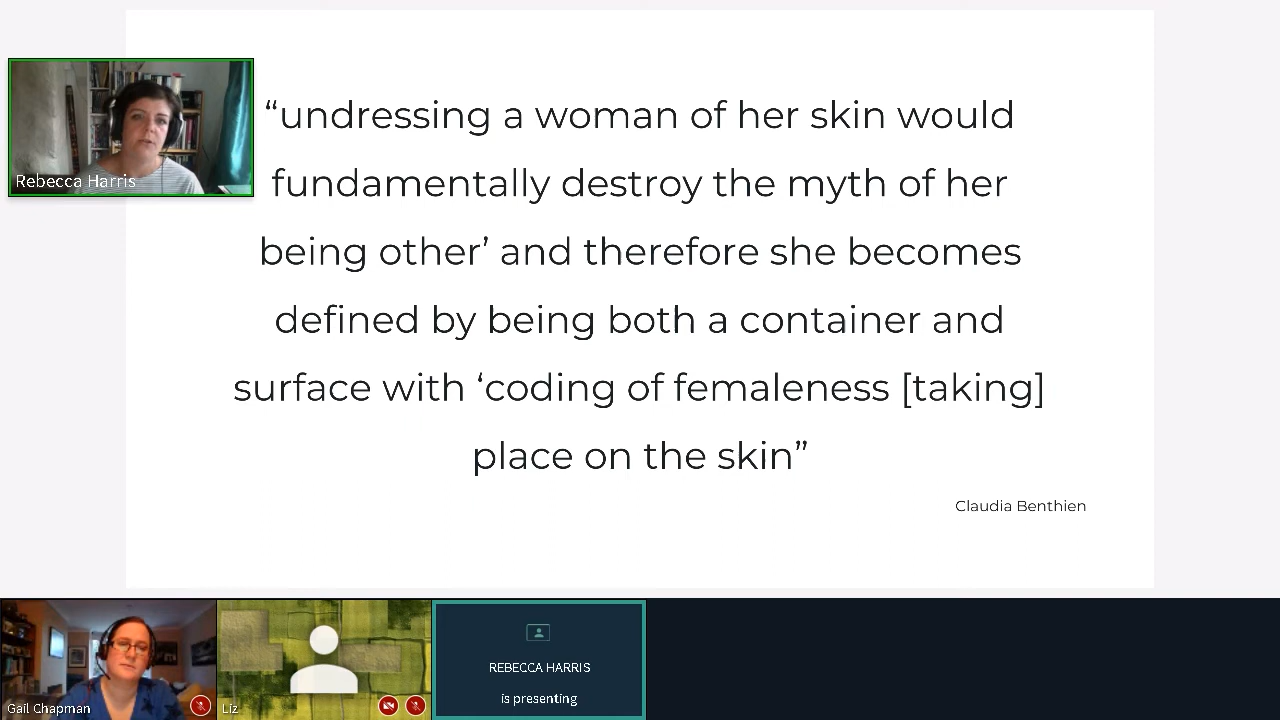 “undressing a woman of her skin would
fundamentally destroy the myth of her
being other’ and therefore she becomes
defined by being both a container and
surface with ‘coding of femaleness [taking]
place on the skin”
Claudia Benthien
Rebecca Harris
Gail Chapman
Liz
REBECCA HARRIS
is presenting